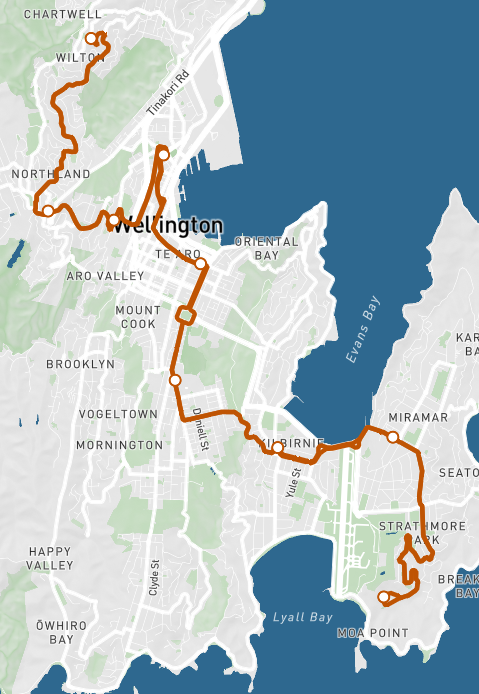 CHARTWELL
WILTON
Tinakori Rd
NORTHLAND
Wellington
TE ARO
ORIENTAL
BAY
ARO VALLEY
MOUNT
COOK
Evans Bay
BROOKLYN
MIRAMAR
VOGELTOWN
Daniell St
MORNINGTON
KILBIRNIE
Yule St
STRATHMORE
PARK
HAPPY
VALLEY
Clyde St
Lyall Bay
ŌWHIRO
BAY
MOA POINT
KA
BA
SEATO
BREAK
BAY